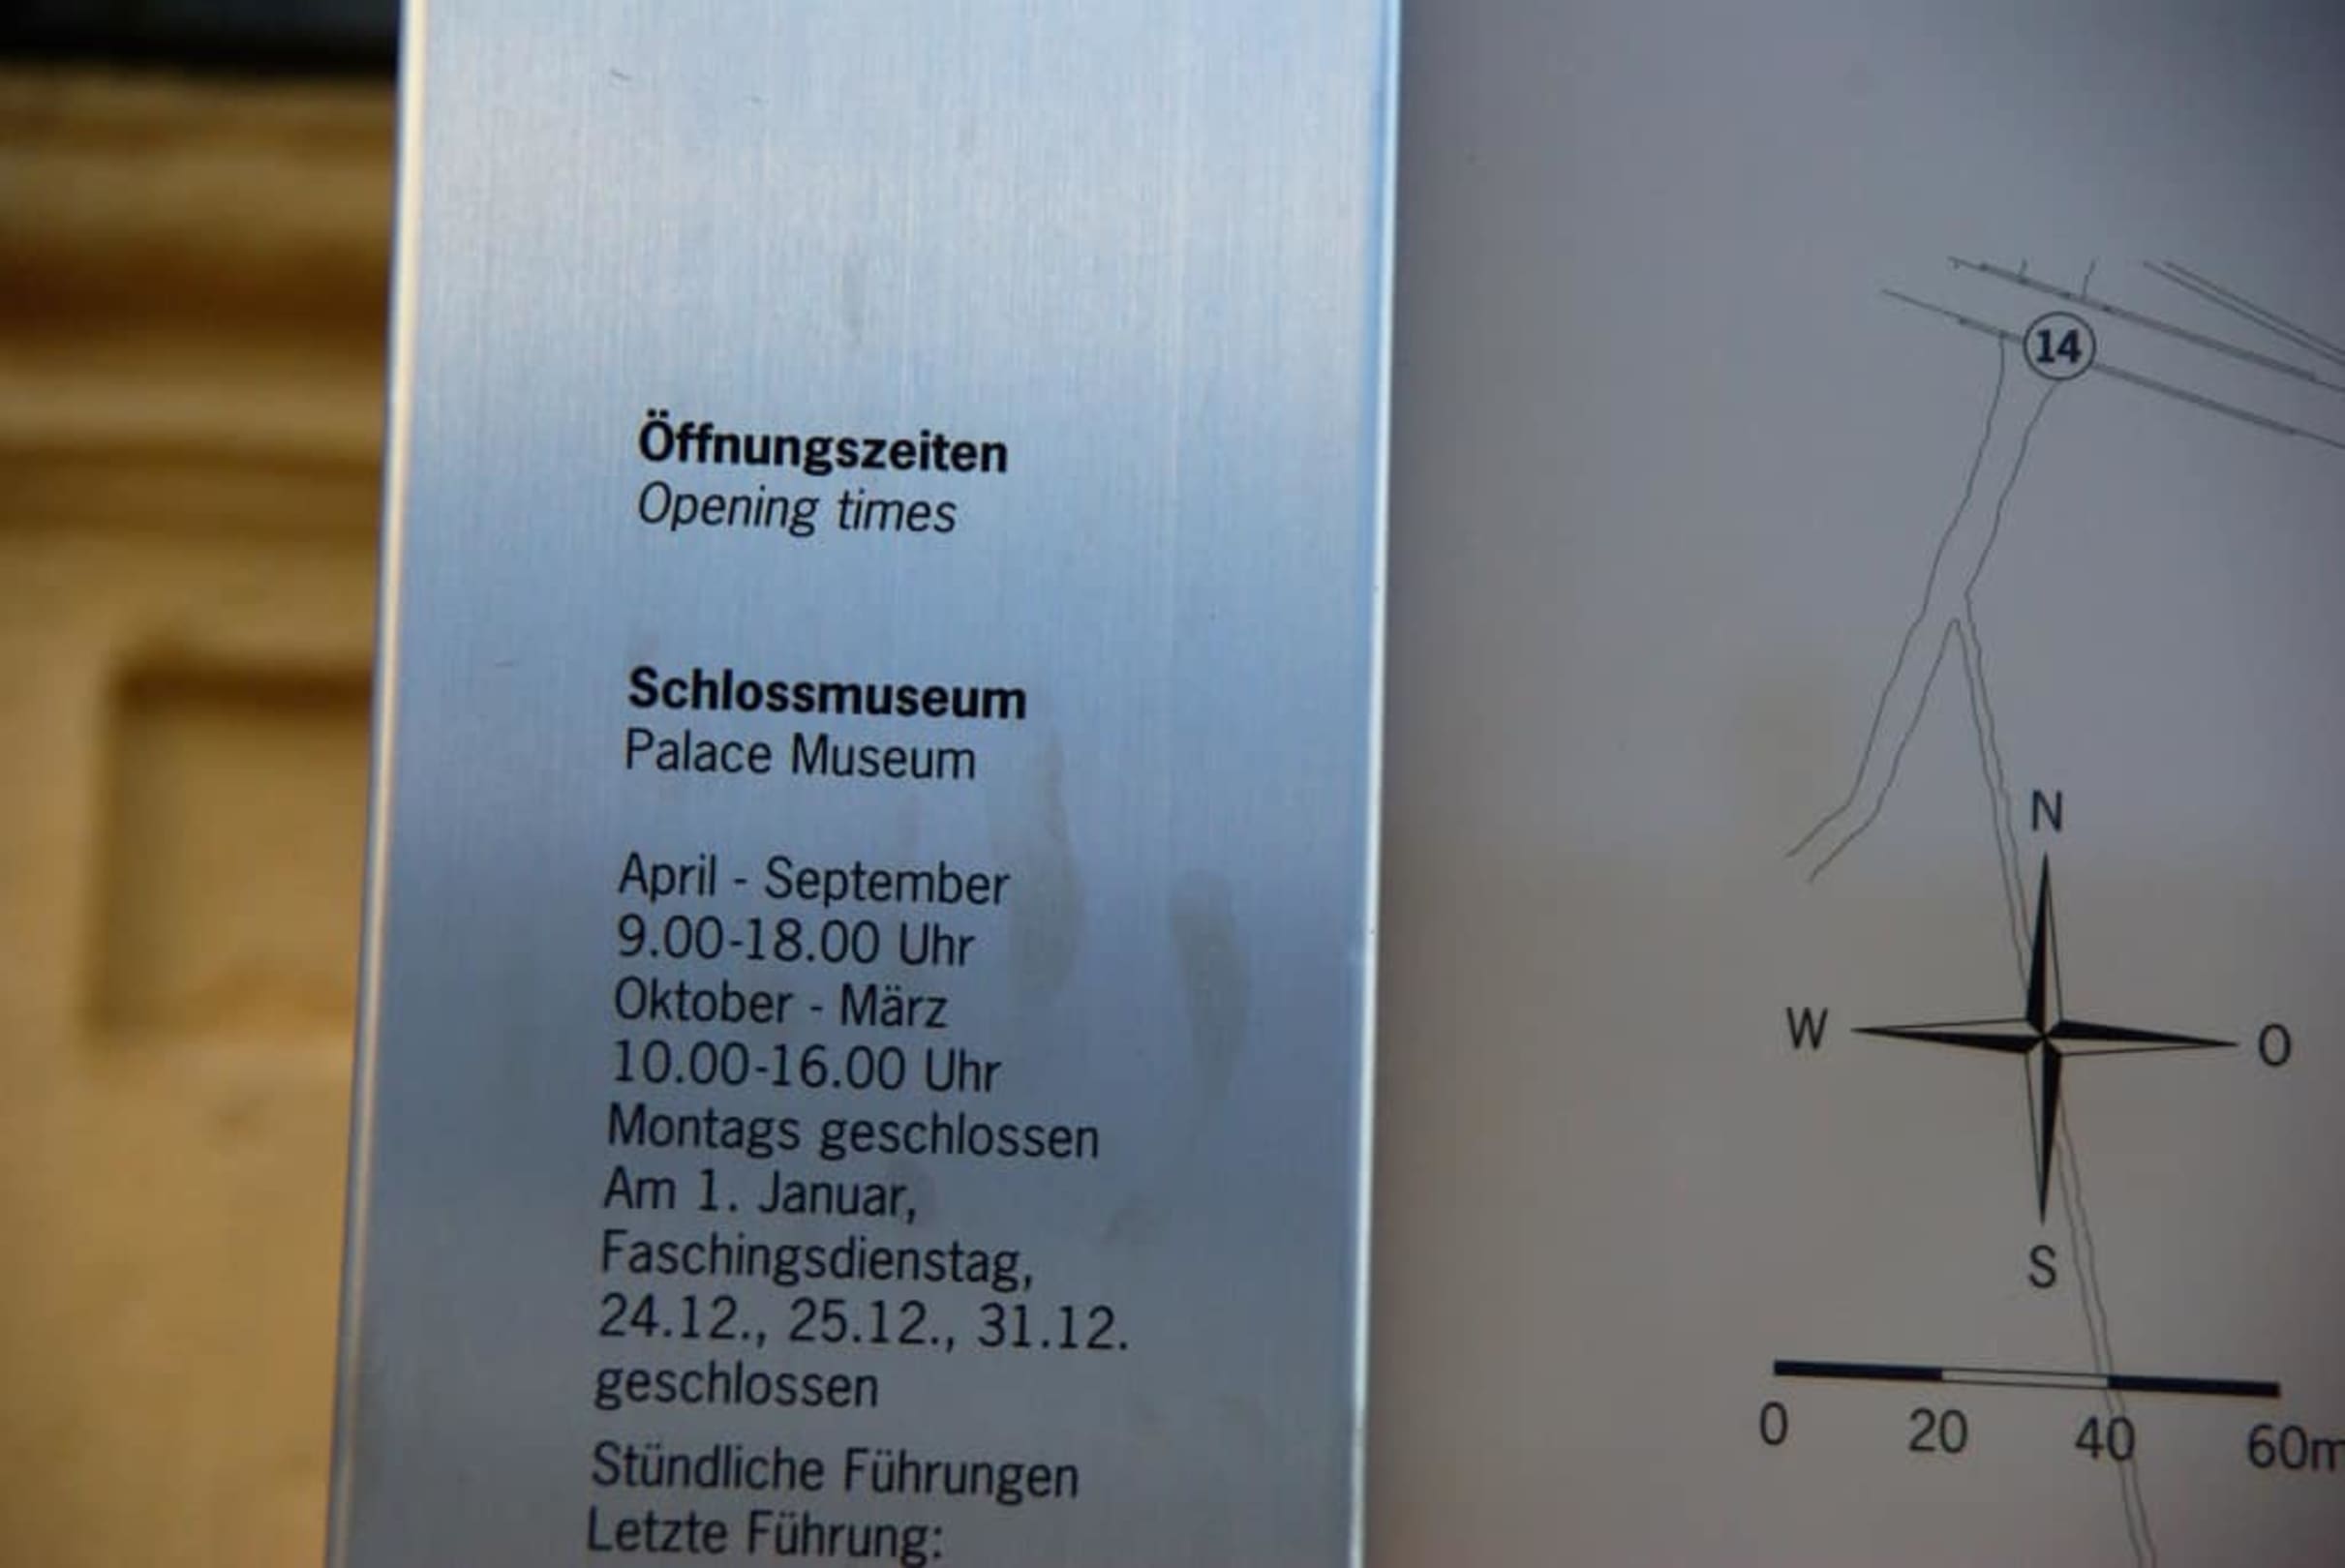 Öffnungszeiten
Opening times
Schlossmuseum
Palace Museum
April - September
9.00-18.00 Uhr
Oktober - März
10.00-16.00 Uhr
Montags geschlossen
Am 1. Januar,
Faschingsdienstag,
24.12., 25.12., 31.12.
geschlossen
Stündliche Führungen
Letzte Führung:
14
N
W O
S
0 20 40 60m